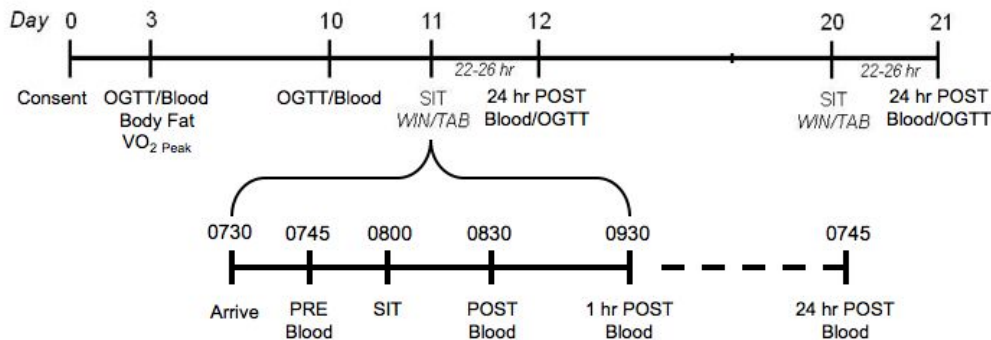 Day 0 3 10 11 12 20 21
22-26 hr 22-26 hr
Consent OGTT/Blood OGTT/Blood SIT 24 hr POST SIT 24 hr POST
Body Fat WIN/TAB Blood/OGTT WIN/TAB Blood/OGTT
VO2 Peak
0730 0745 0800 0830 0930 0745
Arrive PRE SIT POST 1 hr POST 24 hr POST
Blood Blood Blood Blood